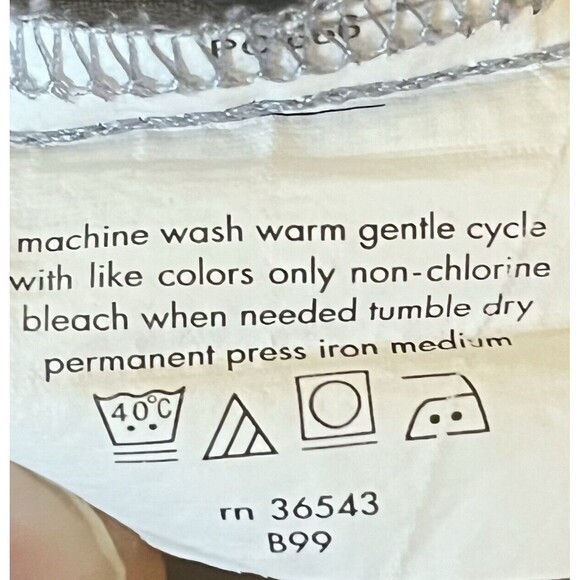 machine wash warm gentle cycle
with like colors only non-chlorine
bleach when needed tumble dry
permanent press iron medium
40°C
rn 36543
B99